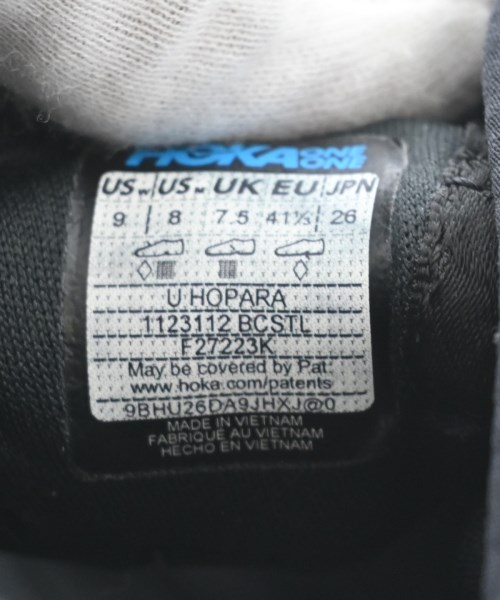 HOKA ONE ONE
US W US M UK EU JPN
9 8 7.5 41⅓ 26
U HOPARA
1123112 BCSTL
F27223K
May be covered by Pat:
www.hoka.com/patents
9BHU26DA9JHXJ@0
MADE IN VIETNAM
FABRIQUÉ AU VIETNAM
HECHO EN VIETNAM